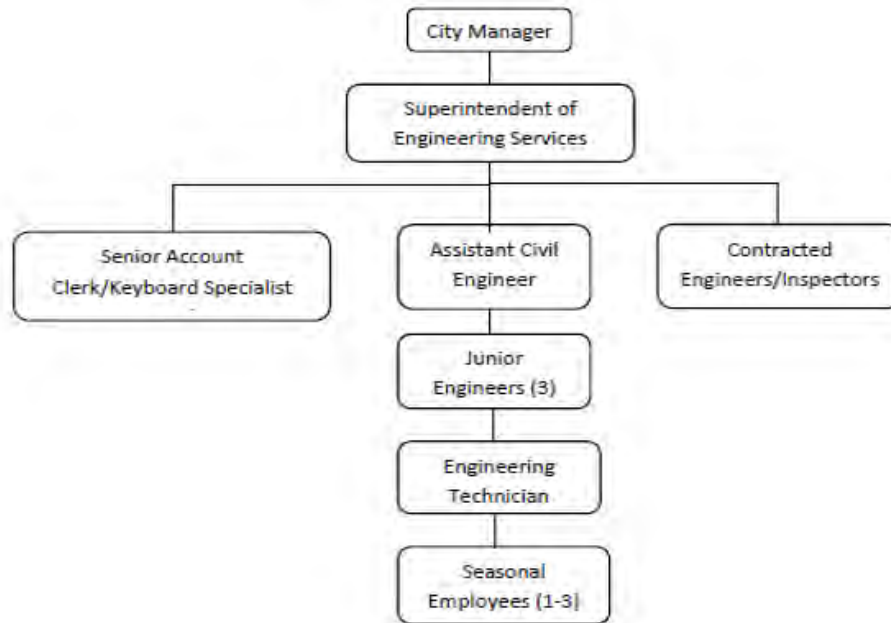 City Manager
Superintendent of
Engineering Services
Senior Account
Clerk/Keyboard Specialist
Assistant Civil
Engineer
Contracted
Engineers/Inspectors
Junior
Engineers (3)
Engineering
Technician
Seasonal
Employees (1-3)